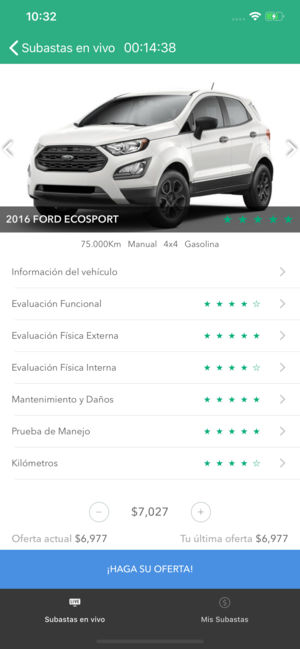 10:32
Subastas en vivo 00:14:38
2016 FORD ECOSPORT
75.000Km Manual 4x4 Gasolina
Información del vehículo
Evaluación Funcional
Evaluación Física Externa
Evaluación Física Interna
Mantenimiento y Daños
Prueba de Manejo
Kilómetros
$7,027
Oferta actual $6,977 Tu última oferta $6,977
¡HAGA SU OFERTA!
LIVE
Subastas en vivo Mis Subastas